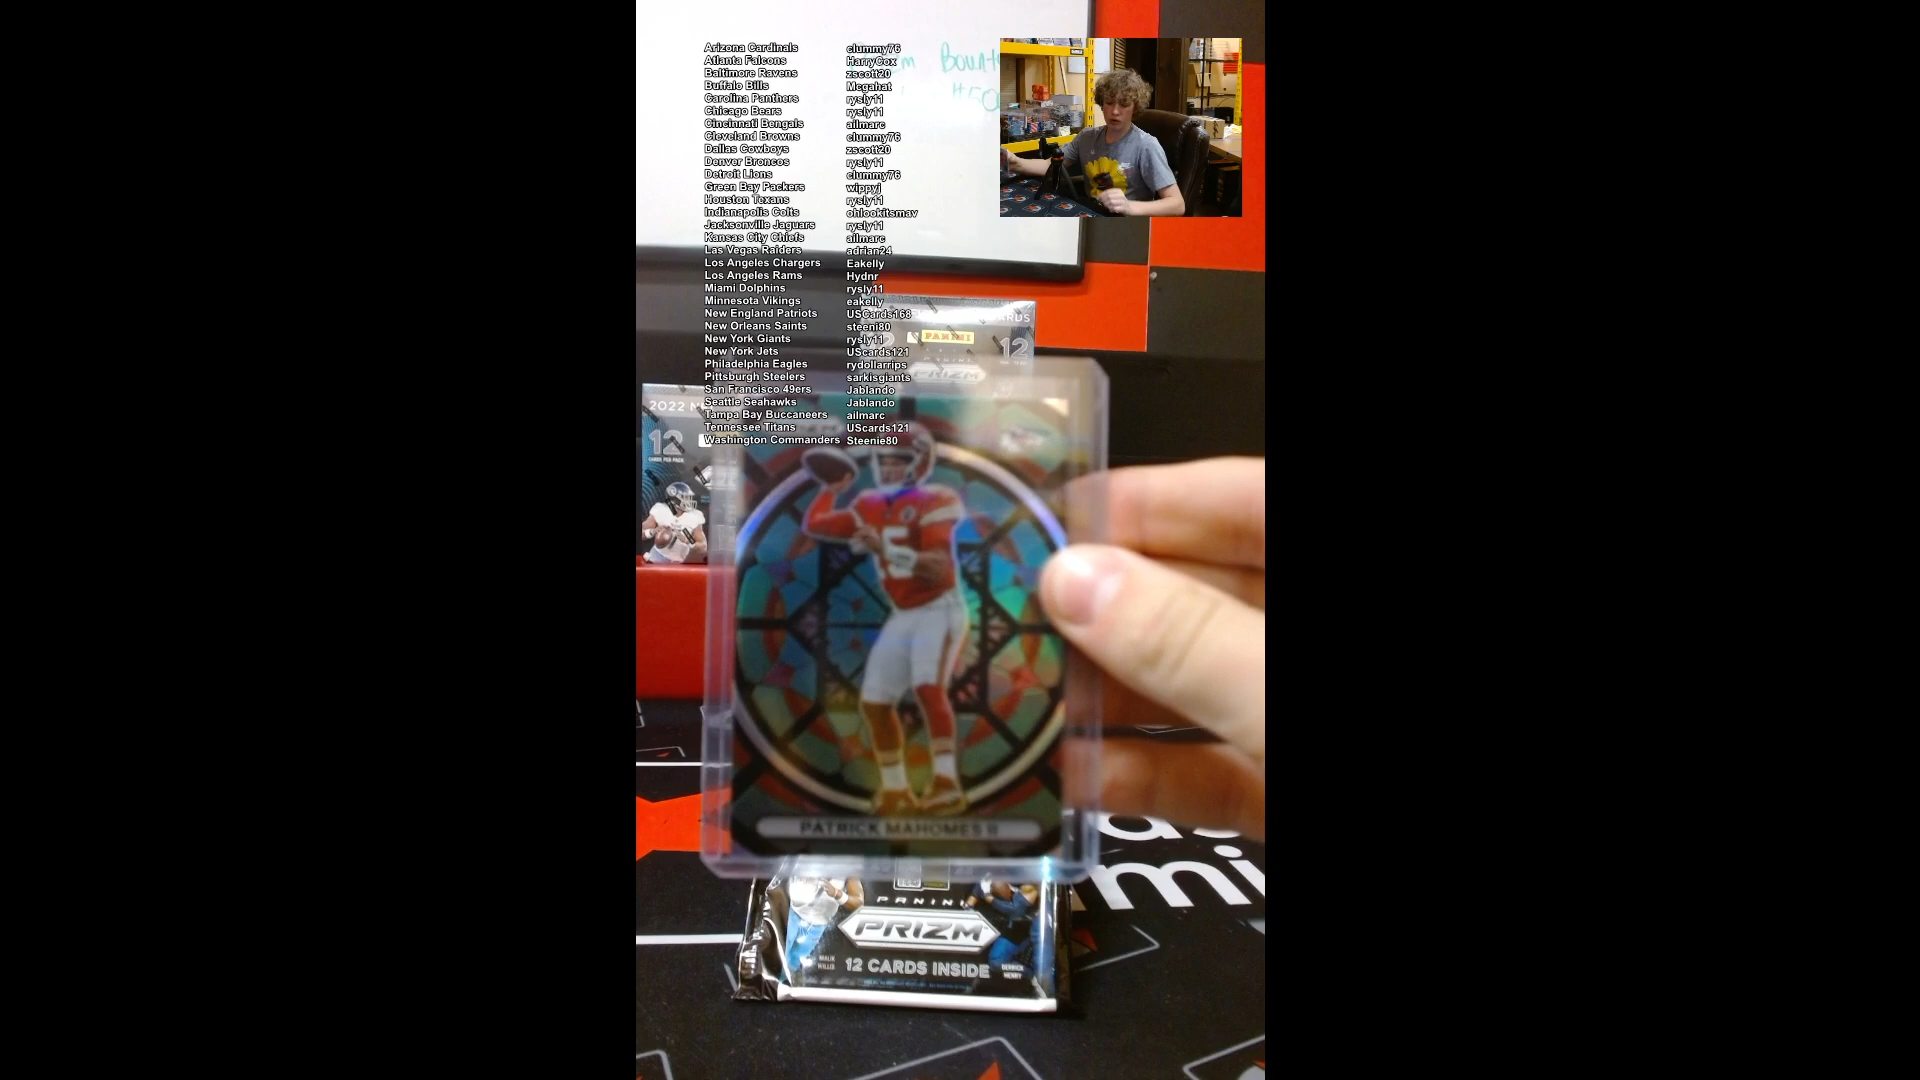 Arizona Cardinals clummy76
Atlanta Falcons HarryCox
Baltimore Ravens zscott20
Buffalo Bills Mcgahat
Carolina Panthers rysly11
Chicago Bears rysly11
Cincinnati Bengals ailmarc
Cleveland Browns clummy76
Dallas Cowboys zscott20
Denver Broncos rysly11
Detroit Lions clummy76
Green Bay Packers wippyj
Houston Texans rysly11
Indianapolis Colts ohlookitsmav
Jacksonville Jaguars rysly11
Kansas City Chiefs ailmarc
Las Vegas Raiders adrian24
Los Angeles Chargers Eakelly
Los Angeles Rams Hydnr
Miami Dolphins rysly11
Minnesota Vikings eakelly
New England Patriots USCards168
New Orleans Saints steeni80
New York Giants rysly11
New York Jets UScards121
Philadelphia Eagles rydollarrips
Pittsburgh Steelers sarkisgiants
San Francisco 49ers Jablando
Seattle Seahawks Jablando
Tampa Bay Buccaneers ailmarc
Tennessee Titans UScards121
Washington Commanders Steenie80
PANINI
12
PRIZM
2022
12
5
PATRICK MAHOMES II
PANINI
PRIZM
MALIK
WILLIS
12 CARDS INSIDE
DERRICK
HENRY